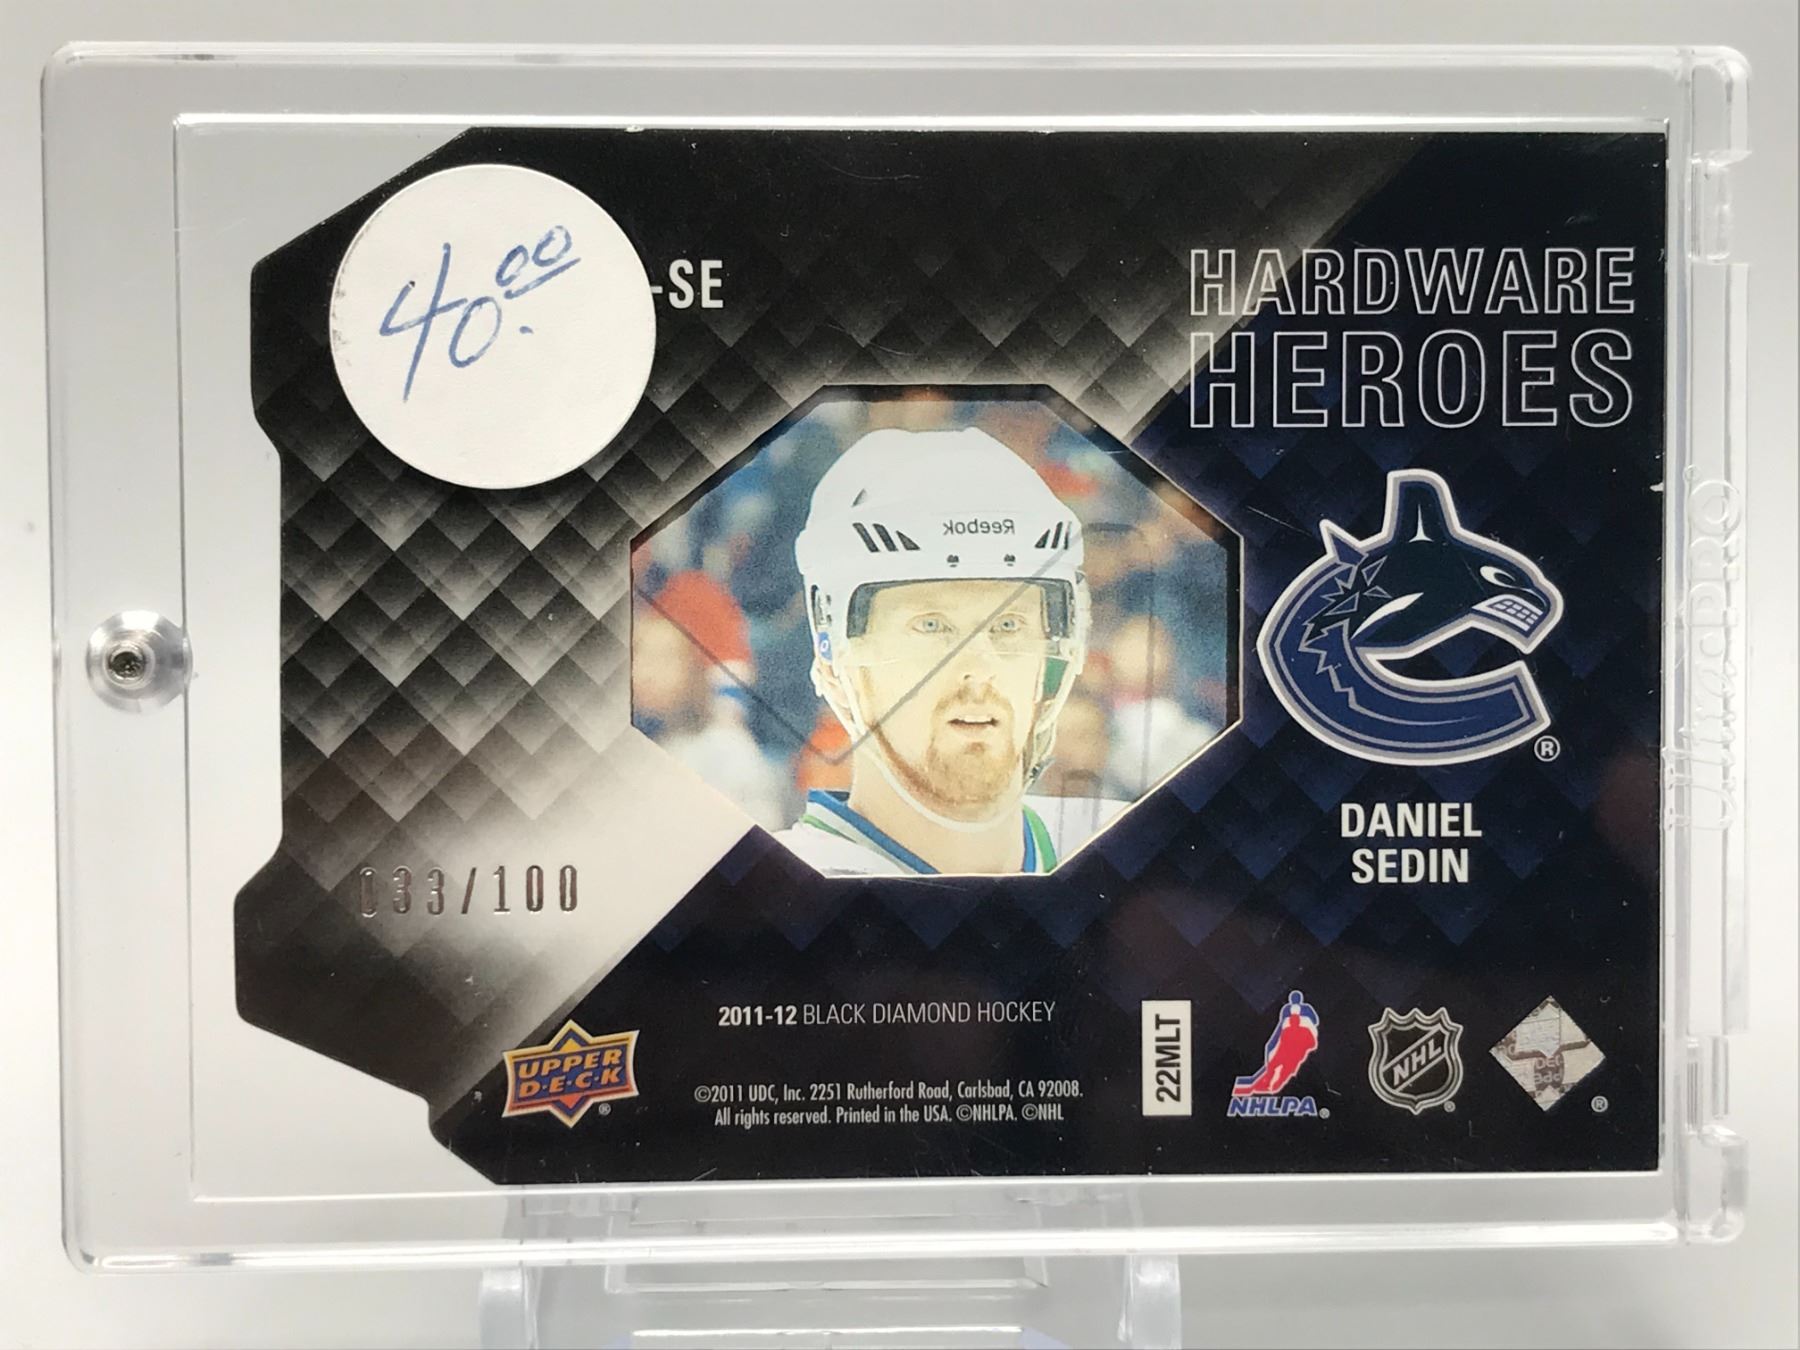 40.00
-SE
HARDWARE
HEROES
Reebok
®
DANIEL
SEDIN
033/100
2011-12 BLACK DIAMOND HOCKEY
UPPER
D·E·C·K
®
©2011 UDC, Inc. 2251 Rutherford Road, Carlsbad, CA 92008.
All rights reserved. Printed in the USA. ©NHLPA. ©NHL
22MLT
NHLPA®
NHL®
®
UltraPRO